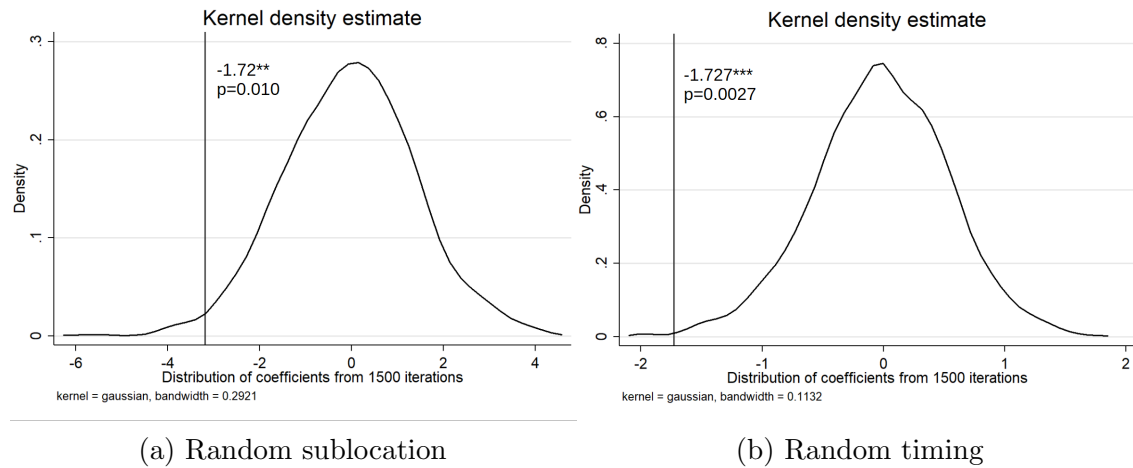 Kernel density estimate
.3
.2
.1
0
Density
-1.72**
p=0.010
-6
-4
-2
0
2
4
Distribution of coefficients from 1500 iterations
kernel = gaussian, bandwidth = 0.2921
(a) Random sublocation
Kernel density estimate
.8
.6
.4
.2
0
Density
-1.727***
p=0.0027
-2
-1
0
1
2
Distribution of coefficients from 1500 iterations
kernel = gaussian, bandwidth = 0.1132
(b) Random timing